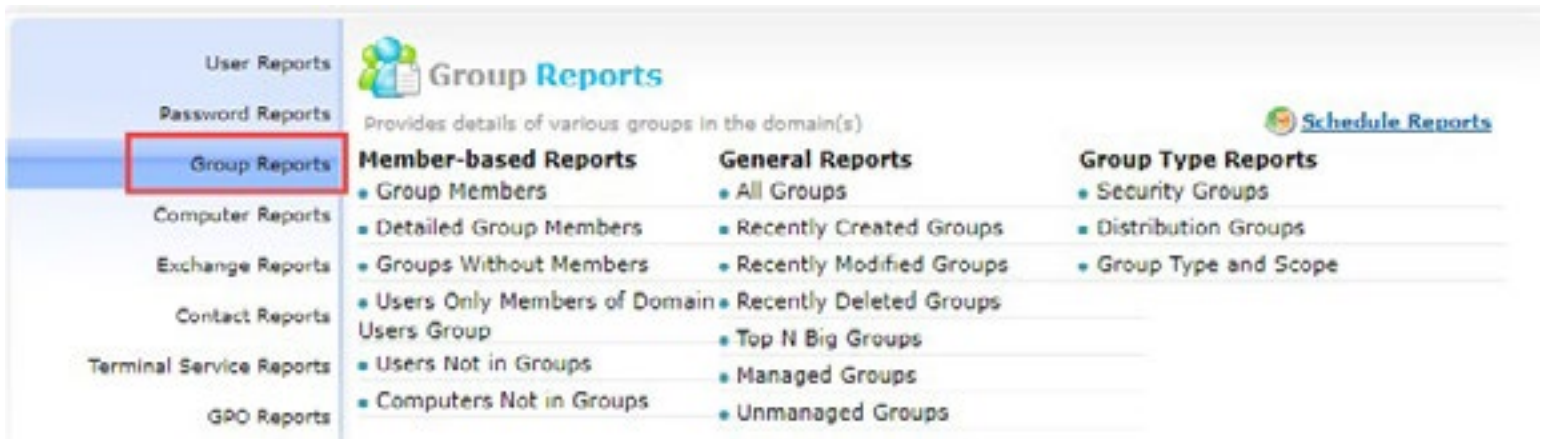 User Reports
Password Reports
Group Reports
Computer Reports
Exchange Reports
Contact Reports
Terminal Service Reports
GPO Reports
Group Reports
Provides details of various groups in the domain(s)
Schedule Reports
Member-based Reports
Group Members
Detailed Group Members
Groups Without Members
Users Only Members of Domain
Users Group
Users Not in Groups
Computers Not in Groups
General Reports
All Groups
Recently Created Groups
Recently Modified Groups
Recently Deleted Groups
Top N Big Groups
Managed Groups
Unmanaged Groups
Group Type Reports
Security Groups
Distribution Groups
Group Type and Scope